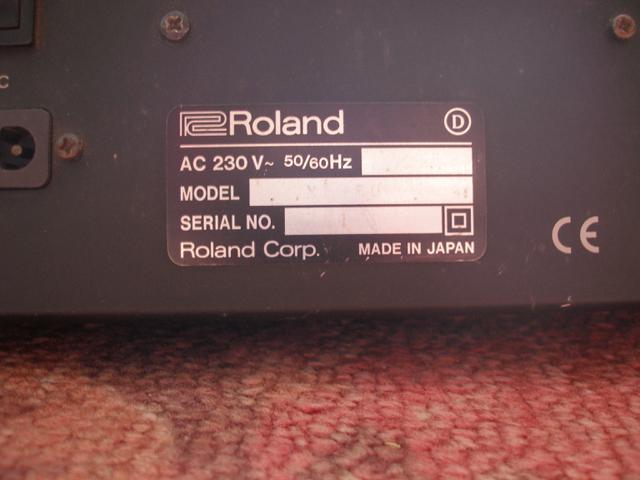 C
Roland D
AC 230 V~ 50/60Hz
MODEL
SERIAL NO.
Roland Corp. MADE IN JAPAN
CE